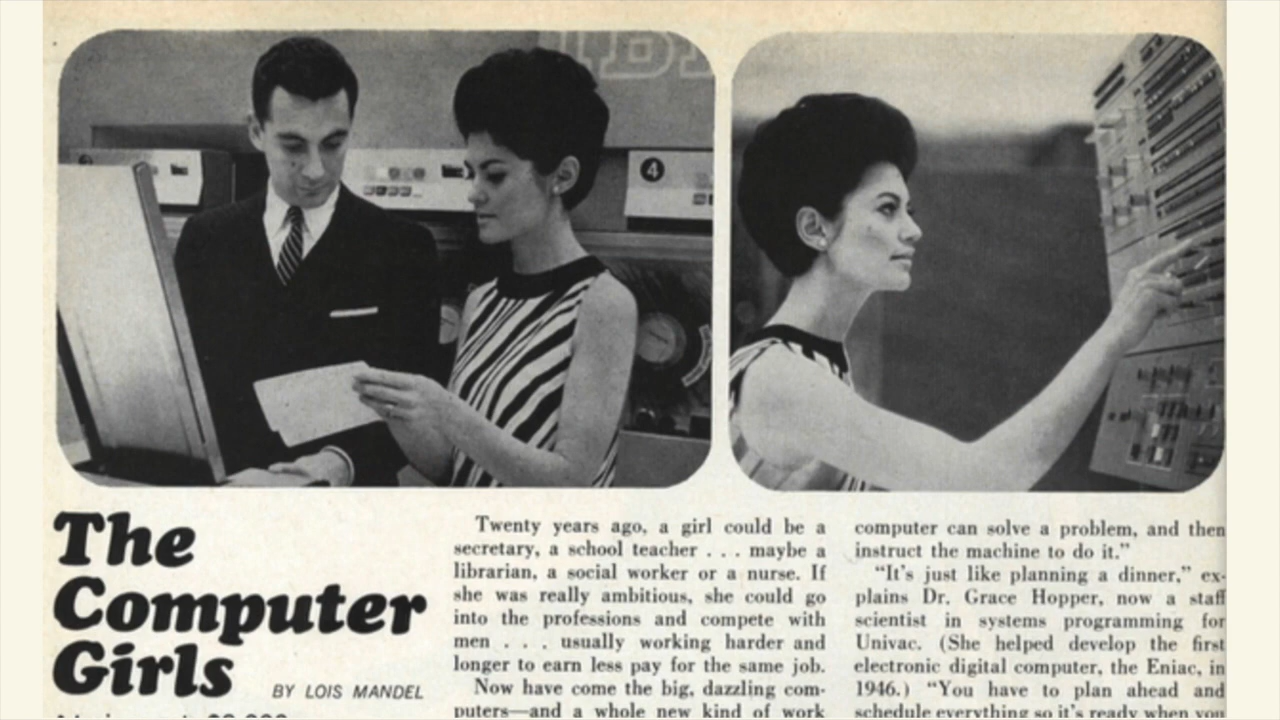 IBM
4
The
Computer
Girls
BY LOIS MANDEL
Twenty years ago, a girl could be a
secretary, a school teacher . . . maybe a
librarian, a social worker or a nurse. If
she was really ambitious, she could go
into the professions and compete with
men . . . usually working harder and
longer to earn less pay for the same job.
Now have come the big, dazzling com-
puters—and a whole new kind of work
computer can solve a problem, and then
instruct the machine to do it.”
“It’s just like planning a dinner,” ex-
plains Dr. Grace Hopper, now a staff
scientist in systems programming for
Univac. (She helped develop the first
electronic digital computer, the Eniac, in
1946.) “You have to plan ahead and
schedule everything so it’s ready when you